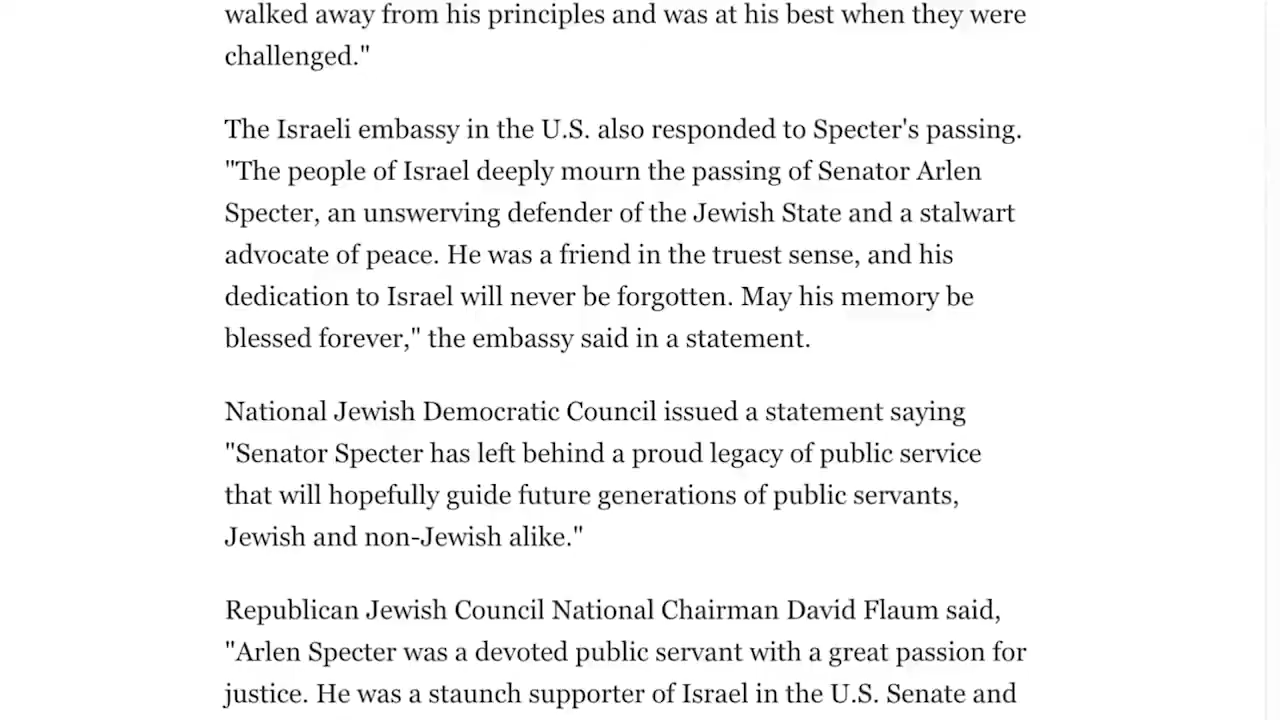 walked away from his principles and was at his best when they were
challenged."
The Israeli embassy in the U.S. also responded to Specter's passing.
"The people of Israel deeply mourn the passing of Senator Arlen
Specter, an unswerving defender of the Jewish State and a stalwart
advocate of peace. He was a friend in the truest sense, and his
dedication to Israel will never be forgotten. May his memory be
blessed forever," the embassy said in a statement.
National Jewish Democratic Council issued a statement saying
"Senator Specter has left behind a proud legacy of public service
that will hopefully guide future generations of public servants,
Jewish and non-Jewish alike."
Republican Jewish Council National Chairman David Flaum said,
"Arlen Specter was a devoted public servant with a great passion for
justice. He was a staunch supporter of Israel in the U.S. Senate and